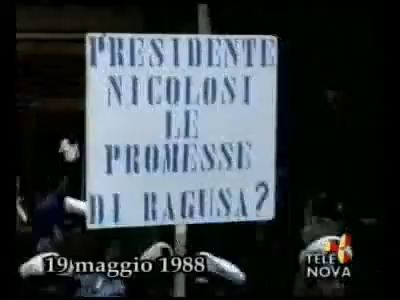 PRESIDENTE
NICOLOSI
LE
PROMESSE
DI RAGUSA?
19 maggio 1988
TELE
NOVA